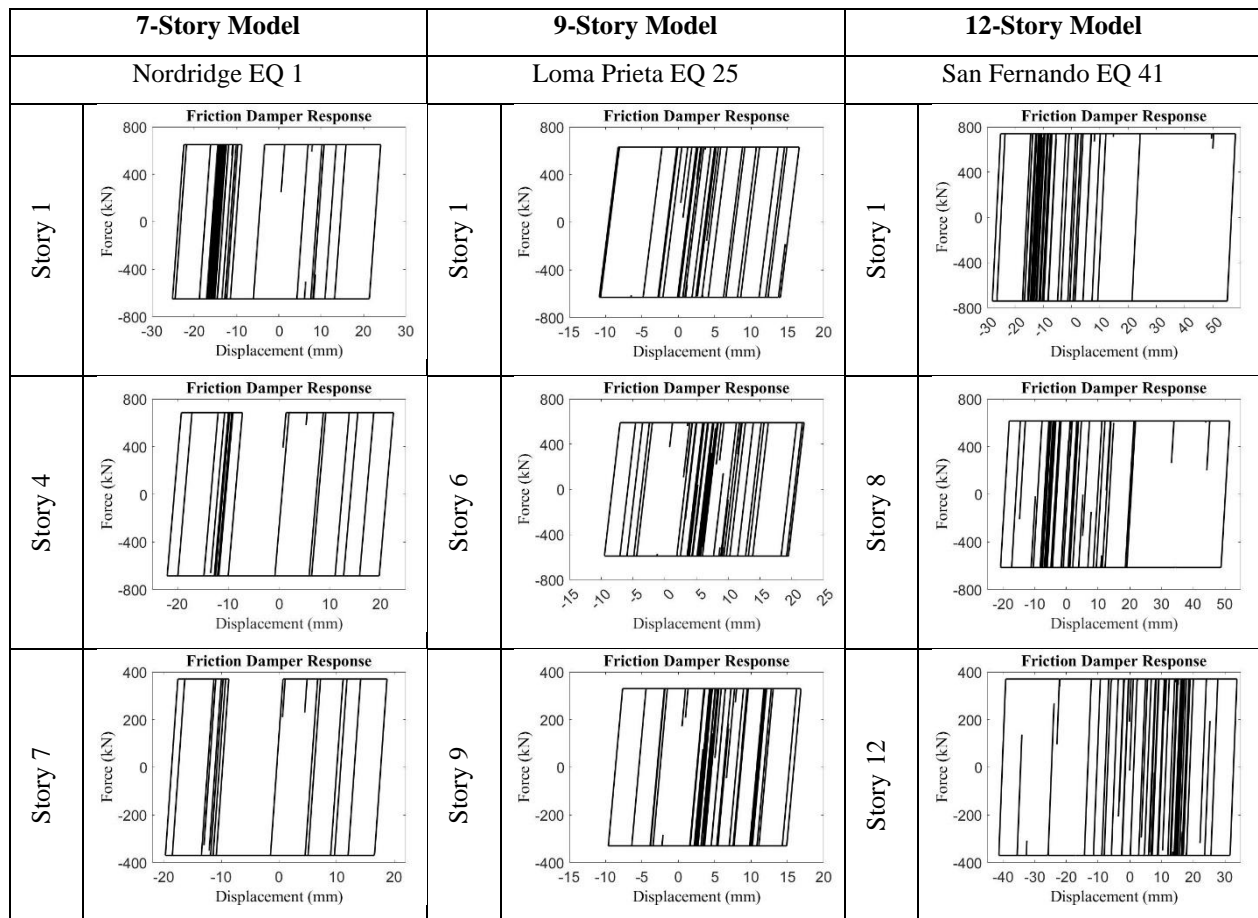 7-Story Model
9-Story Model
12-Story Model
Nordridge EQ 1
Loma Prieta EQ 25
San Fernando EQ 41
Story 1
Friction Damper Response
Force (kN)
800
400
0
-400
-800
-30 -20 -10 0 10 20 30
Displacement (mm)
Story 1
Friction Damper Response
Force (kN)
800
400
0
-400
-800
-15 -10 -5 0 5 10 15 20
Displacement (mm)
Story 1
Friction Damper Response
Force (kN)
800
400
0
-400
-800
-30 -20 -10 0 10 20 30 40 50
Displacement (mm)
Story 4
Friction Damper Response
Force (kN)
800
400
0
-400
-800
-20 -10 0 10 20
Displacement (mm)
Story 6
Friction Damper Response
Force (kN)
800
400
0
-400
-800
-15 -10 -5 0 5 10 15 20 25
Displacement (mm)
Story 8
Friction Damper Response
Force (kN)
800
400
0
-400
-800
-20 -10 0 10 20 30 40 50
Displacement (mm)
Story 7
Friction Damper Response
Force (kN)
400
200
0
-200
-400
-20 -10 0 10 20
Displacement (mm)
Story 9
Friction Damper Response
Force (kN)
400
200
0
-200
-400
-15 -10 -5 0 5 10 15 20
Displacement (mm)
Story 12
Friction Damper Response
Force (kN)
400
200
0
-200
-400
-40 -30 -20 -10 0 10 20 30
Displacement (mm)